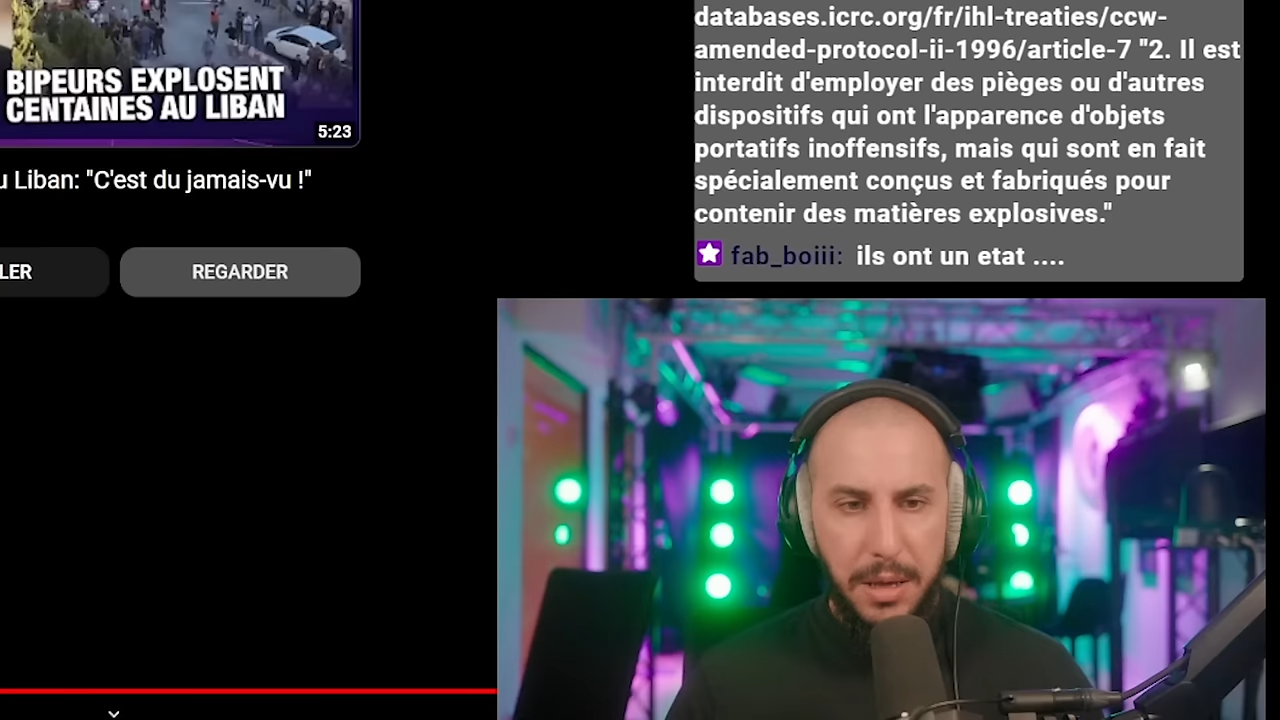 BIPEURS EXPLOSENT
CENTAINES AU LIBAN
5:23
u Liban: "C'est du jamais-vu !"
LER
REGARDER
databases.icrc.org/fr/ihl-treaties/ccw-
amended-protocol-ii-1996/article-7 "2. Il est
interdit d'employer des pièges ou d'autres
dispositifs qui ont l'apparence d'objets
portatifs inoffensifs, mais qui sont en fait
spécialement conçus et fabriqués pour
contenir des matières explosives."
fab_boiii: ils ont un etat ....